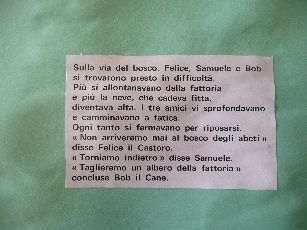 Sulla via del bosco. Felice, Samuele e Bob
si trovarono presto in difficoltà.
Più si allontanavano dalla fattoria
e più la neve, che cadeva fitta,
diventava alta. I tre amici vi sprofondavano
e camminavano a fatica.
Ogni tanto si fermavano per riposarsi.
« Non arriveremo mai al bosco degli abeti »
disse Felice il Castoro.
« Torniamo indietro » disse Samuele.
« Taglieremo un albero della fattoria »
concluse Bob il Cane.